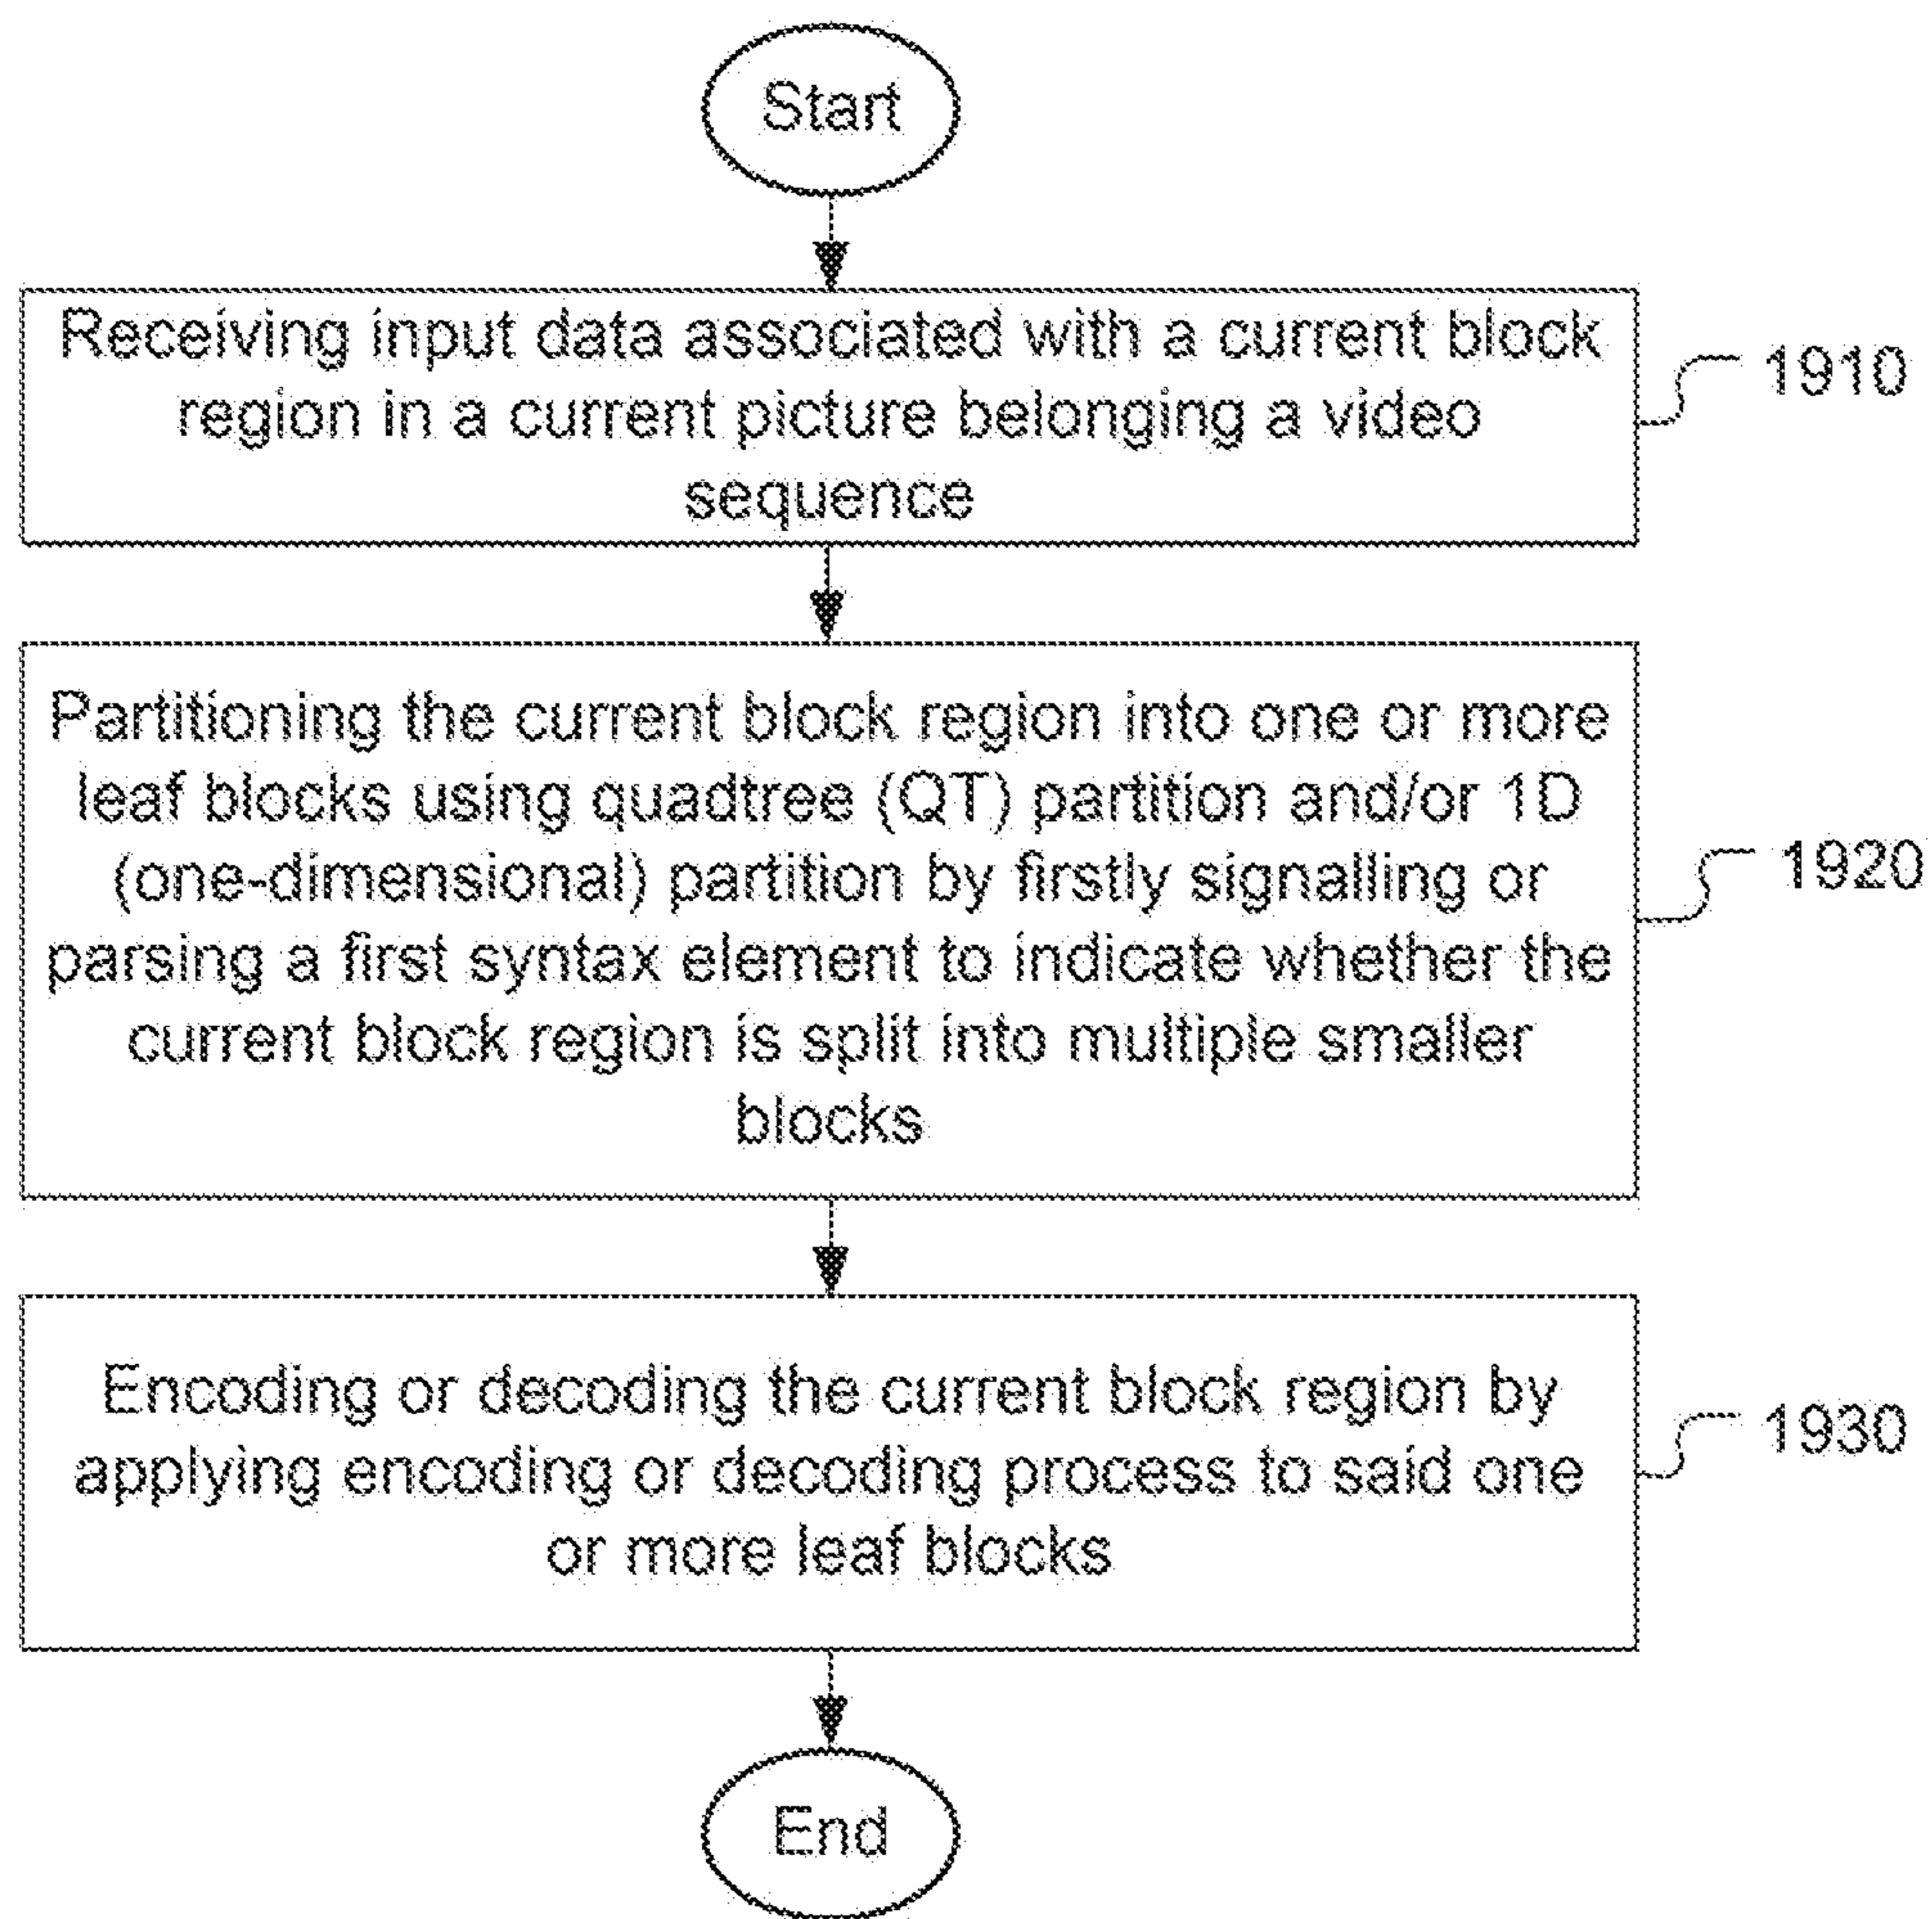 Start
Receiving input data associated with a current block
region in a current picture belonging a video
sequence
1910
Partitioning the current block region into one or more
leaf blocks using quadtree (QT) partition and/or 1D
(one-dimensional) partition by firstly signalling or
parsing a first syntax element to indicate whether the
current block region is split into multiple smaller
blocks
1920
Encoding or decoding the current block region by
applying encoding or decoding process to said one
or more leaf blocks
1930
End